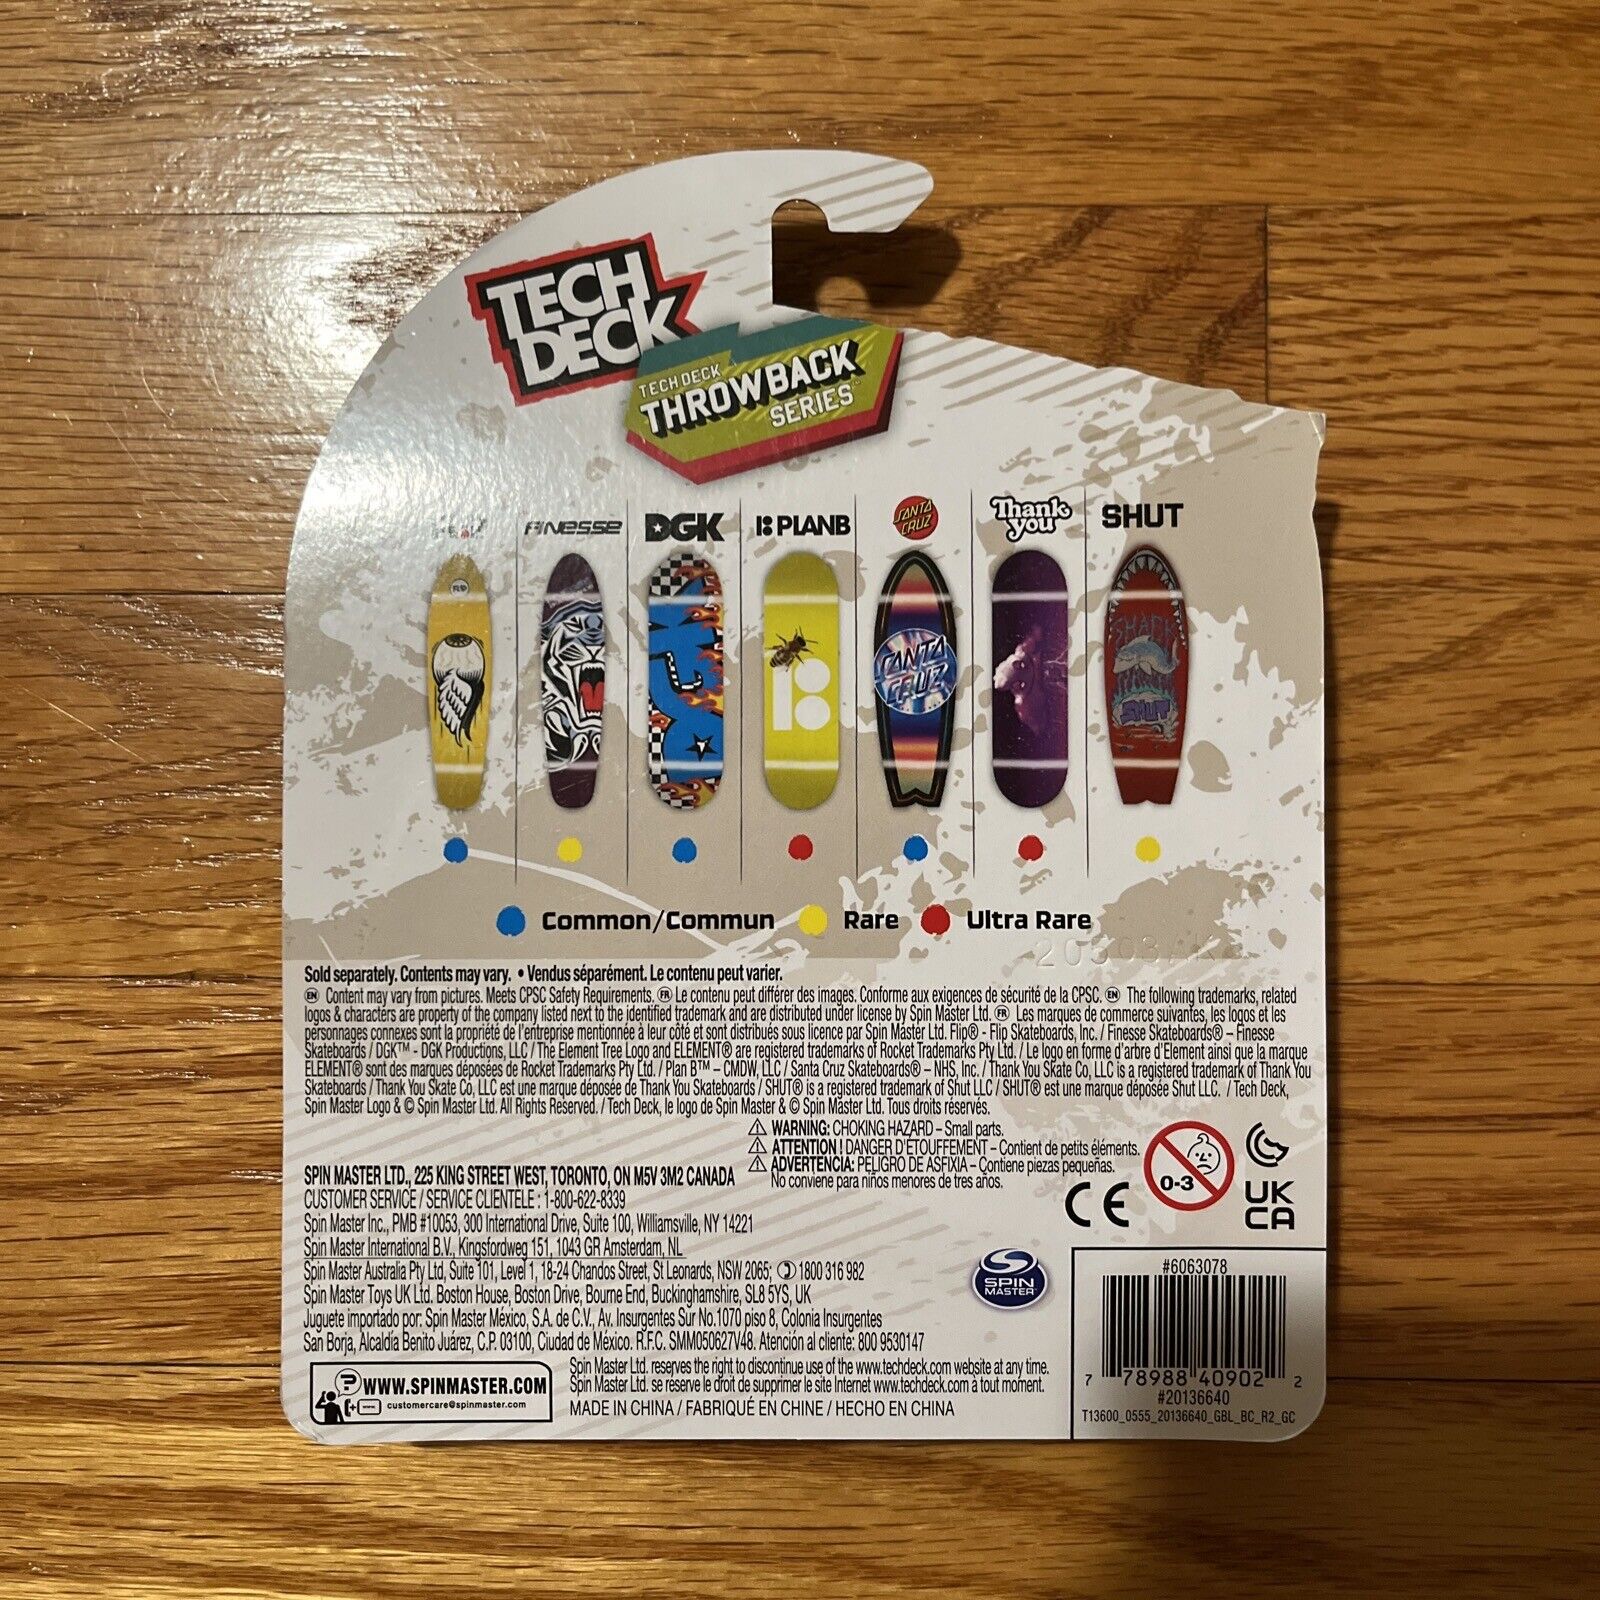 TECH
DECK
TECH DECK
THROWBACK
SERIES™
FINESSE
DGK
PLANB
SANTA
CRUZ
Thank
you
SHUT
SANTA
CRUZ
SHARK
SHUT
Common/Commun
Rare
Ultra Rare
Sold separately. Contents may vary. • Vendus séparément. Le contenu peut varier.
EN Content may vary from pictures. Meets CPSC Safety Requirements. FR Le contenu peut différer des images. Conforme aux exigences de sécurité de la CPSC. EN The following trademarks, related
logos & characters are property of the company listed next to the identified trademark and are distributed under license by Spin Master Ltd. FR Les marques de commerce suivantes, les logos et les
personnages connexes sont la propriété de l'entreprise mentionnée à leur côté et sont distribués sous licence par Spin Master Ltd. Flip® - Flip Skateboards, Inc. / Finesse Skateboards® – Finesse
Skateboards / DGK™ - DGK Productions, LLC / The Element Tree Logo and ELEMENT® are registered trademarks of Rocket Trademarks Pty Ltd. / Le logo en forme d'arbre d'Element ainsi que la marque
ELEMENT® sont des marques déposées de Rocket Trademarks Pty Ltd. / Plan B™ – CMDW, LLC / Santa Cruz Skateboards® – NHS, Inc. / Thank You Skate Co, LLC is a registered trademark of Thank You
Skateboards / Thank You Skate Co, LLC est une marque déposée de Thank You Skateboards / SHUT® is a registered trademark of Shut LLC / SHUT® est une marque déposée Shut LLC. / Tech Deck,
Spin Master Logo & © Spin Master Ltd. All Rights Reserved. / Tech Deck, le logo de Spin Master & © Spin Master Ltd. Tous droits réservés.
WARNING: CHOKING HAZARD – Small parts.
ATTENTION ! DANGER D'ÉTOUFFEMENT – Contient de petits éléments.
ADVERTENCIA: PELIGRO DE ASFIXIA – Contiene piezas pequeñas.
No conviene para niños menores de tres años.
0-3
CE
UK
CA
SPIN MASTER LTD., 225 KING STREET WEST, TORONTO, ON M5V 3M2 CANADA
CUSTOMER SERVICE / SERVICE CLIENTÈLE : 1-800-622-8339
Spin Master Inc., PMB #10053, 300 International Drive, Suite 100, Williamsville, NY 14221
Spin Master International B.V., Kingsfordweg 151, 1043 GR Amsterdam, NL
Spin Master Australia Pty Ltd, Suite 101, Level 1, 18-24 Chandos Street, St Leonards, NSW 2065; 1800 316 982
Spin Master Toys UK Ltd. Boston House, Boston Drive, Bourne End, Buckinghamshire, SL8 5YS, UK
Juguete importado por: Spin Master México, S.A. de C.V., Av. Insurgentes Sur No.1070 piso 8, Colonia Insurgentes
San Borja, Alcaldía Benito Juárez, C.P. 03100, Ciudad de México. R.F.C. SMM050627V48. Atención al cliente: 800 9530147
SPIN
MASTER
?
WWW.SPINMASTER.COM
customercare@spinmaster.com
Spin Master Ltd. reserves the right to discontinue use of the www.techdeck.com website at any time.
Spin Master Ltd. se réserve le droit de supprimer le site Internet www.techdeck.com à tout moment.
MADE IN CHINA / FABRIQUÉ EN CHINE / HECHO EN CHINA
#6063078
7 78988 40902 2
#20136640
T13600_0555_20136640_GBL_BC_R2_GC